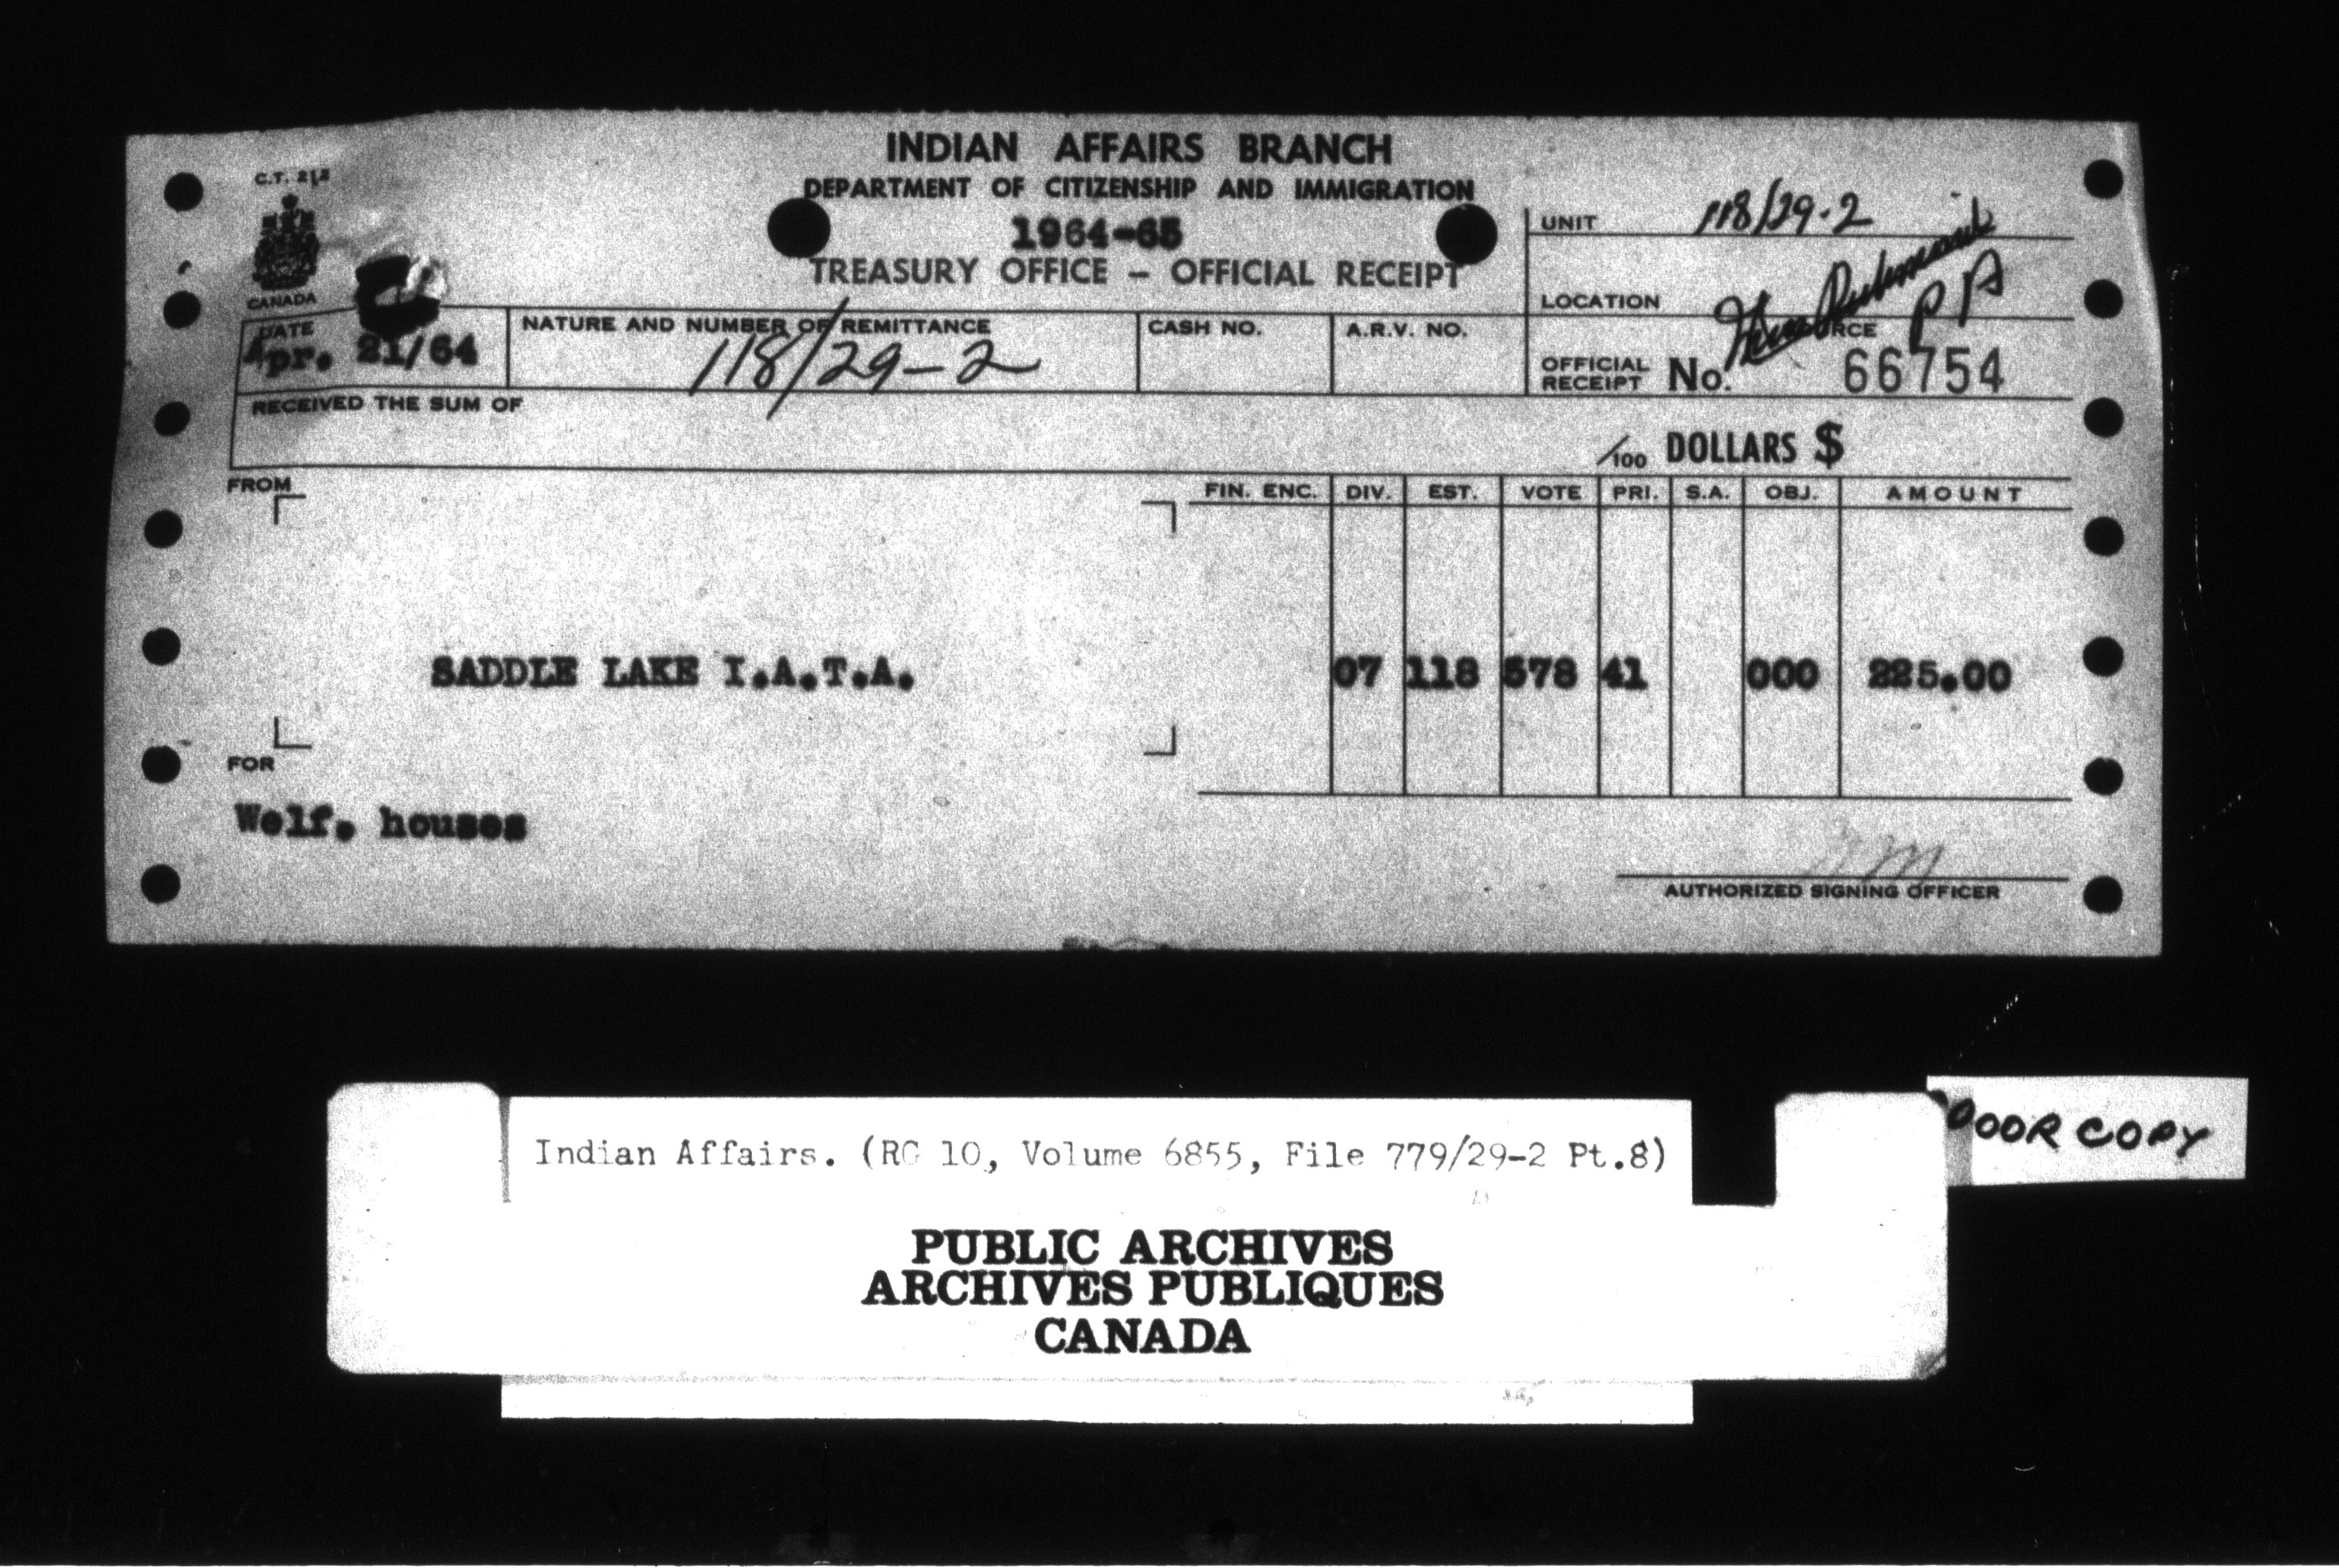 INDIAN AFFAIRS BRANCH
DEPARTMENT OF CITIZENSHIP AND IMMIGRATION
1964-65
TREASURY OFFICE - OFFICIAL RECEIPT
C.T. 212
CANADA
UNIT 118/29-2
LOCATION
PA
DATE
Apr. 21/64
NATURE AND NUMBER OF REMITTANCE
118/29-2
CASH NO.
A.R.V. NO.
OFFICIAL RECEIPT No. 66754
RECEIVED THE SUM OF
/100 DOLLARS $
FROM
FIN. ENC. DIV. EST. VOTE PRI. S.A. OBJ. AMOUNT
SADDLE LAKE I.A.T.A. 07 118 578 41 000 225.00
FOR
Welf. houses
AUTHORIZED SIGNING OFFICER
Indian Affairs. (RG 10, Volume 6855, File 779/29-2 Pt.8)
POOR COPY
PUBLIC ARCHIVES
ARCHIVES PUBLIQUES
CANADA